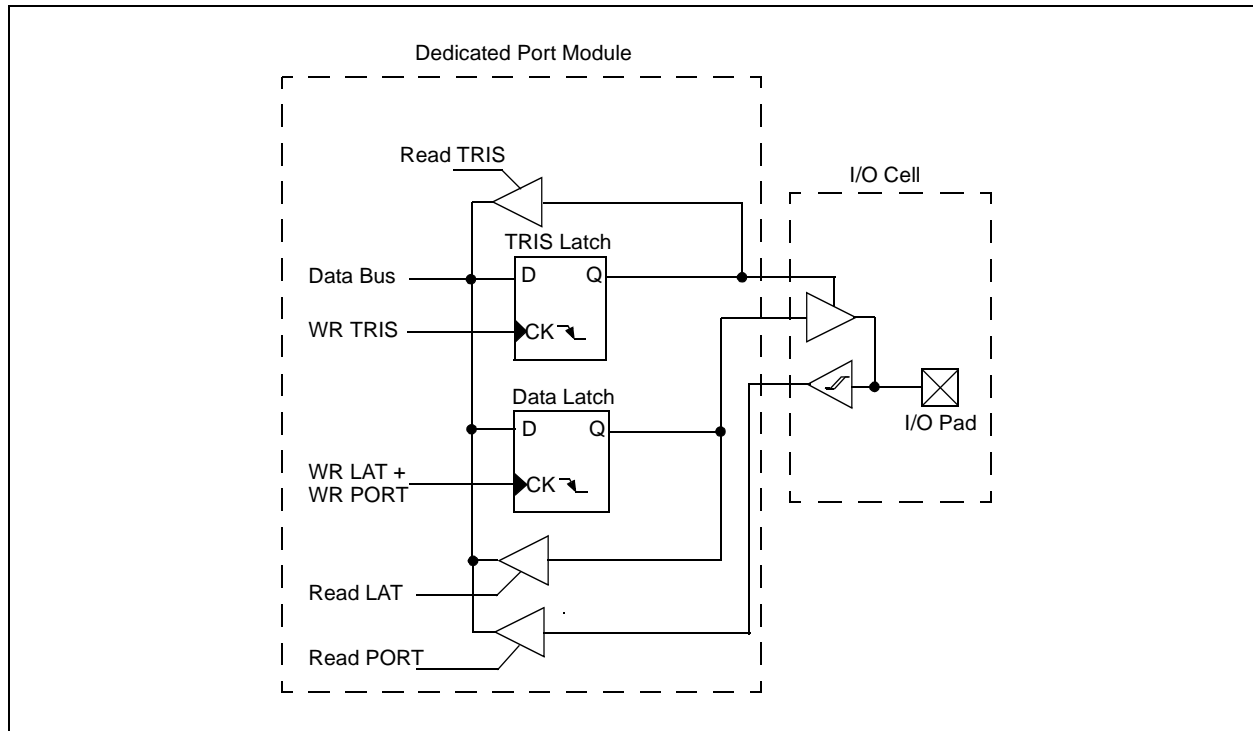 Dedicated Port Module
Read TRIS
I/O Cell
TRIS Latch
Data Bus
D
Q
WR TRIS
CK
Data Latch
I/O Pad
D
Q
WR LAT +
WR PORT
CK
Read LAT
Read PORT